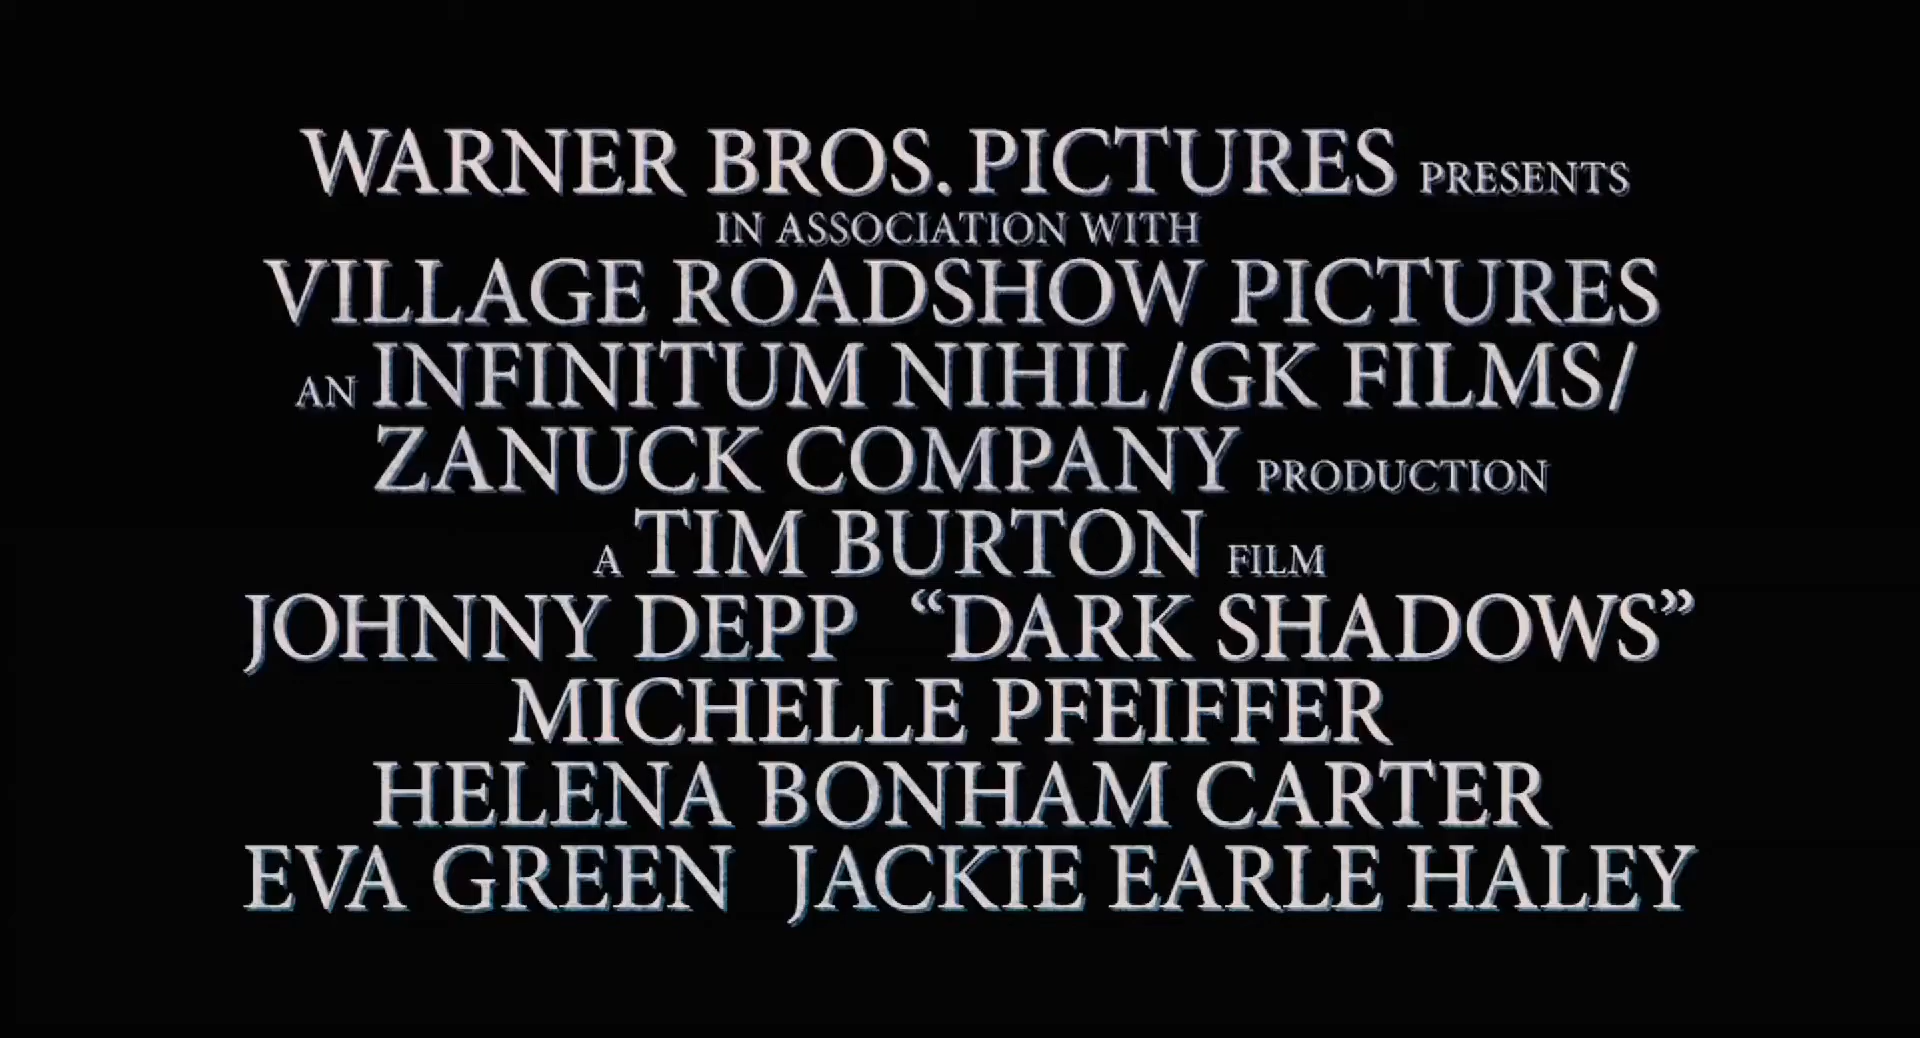 WARNER BROS. PICTURES PRESENTS
IN ASSOCIATION WITH
VILLAGE ROADSHOW PICTURES
AN INFINITUM NIHIL/GK FILMS/
ZANUCK COMPANY PRODUCTION
A TIM BURTON FILM
JOHNNY DEPP “DARK SHADOWS”
MICHELLE PFEIFFER
HELENA BONHAM CARTER
EVA GREEN JACKIE EARLE HALEY